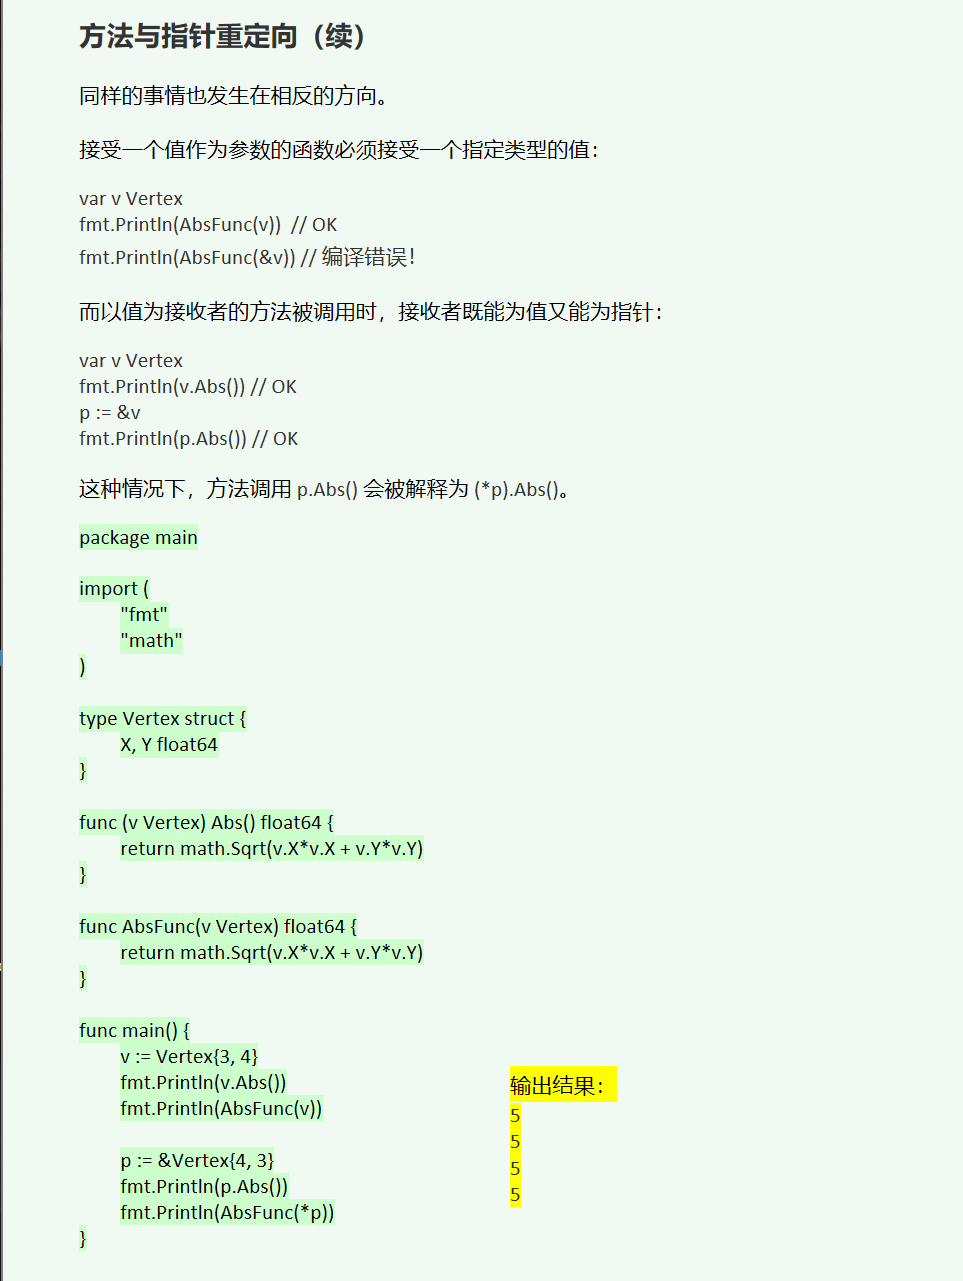 方法与指针重定向（续）
同样的事情也发生在相反的方向。
接受一个值作为参数的函数必须接受一个指定类型的值：
var v Vertex
fmt.Println(AbsFunc(v))  // OK
fmt.Println(AbsFunc(&v)) // 编译错误！
而以值为接收者的方法被调用时，接收者既能为值又能为指针：
var v Vertex
fmt.Println(v.Abs()) // OK
p := &v
fmt.Println(p.Abs()) // OK
这种情况下，方法调用 p.Abs() 会被解释为 (*p).Abs()。
package main
import (
"fmt"
"math"
)
type Vertex struct {
X, Y float64
}
func (v Vertex) Abs() float64 {
return math.Sqrt(v.X*v.X + v.Y*v.Y)
}
func AbsFunc(v Vertex) float64 {
return math.Sqrt(v.X*v.X + v.Y*v.Y)
}
func main() {
v := Vertex{3, 4}
fmt.Println(v.Abs())
fmt.Println(AbsFunc(v))
p := &Vertex{4, 3}
fmt.Println(p.Abs())
fmt.Println(AbsFunc(*p))
}
输出结果：
5
5
5
5